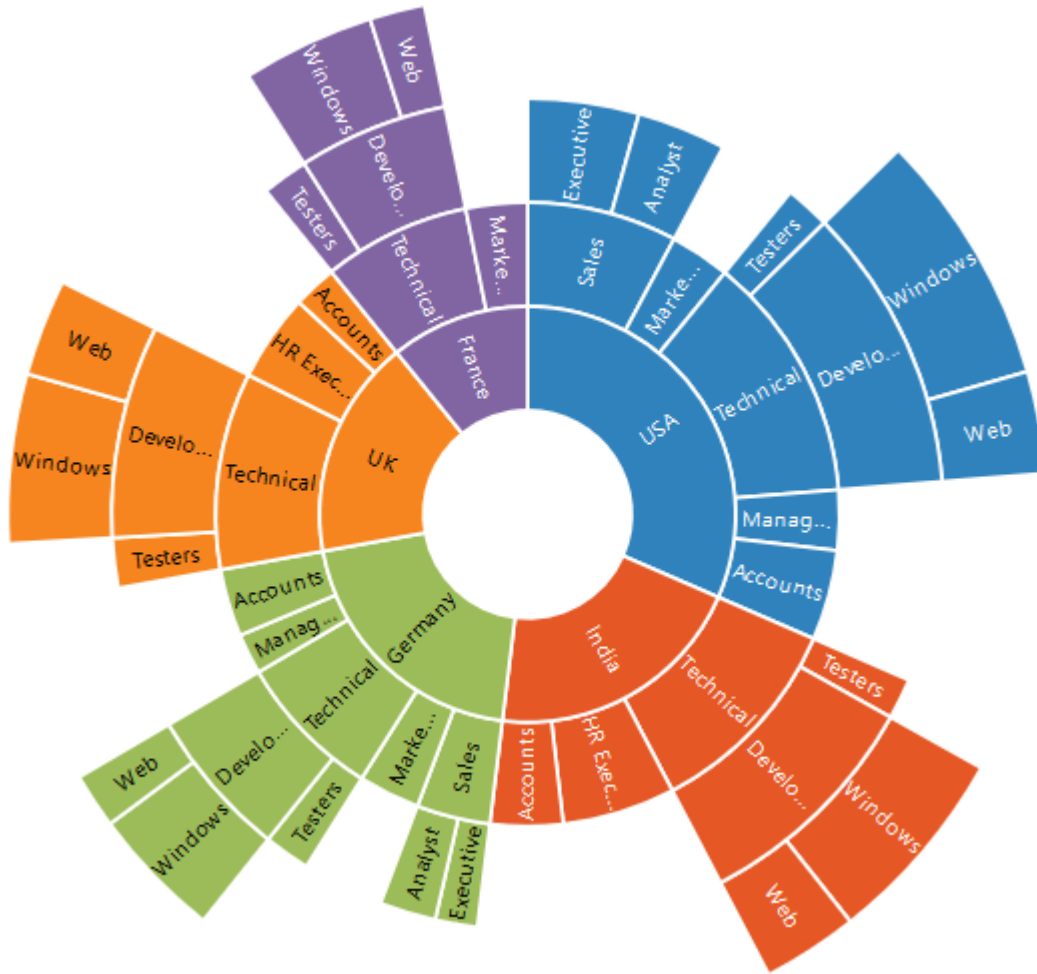 Windows
Web
Develo...
Testers
Technical
Marke...
France
Executive
Analyst
Sales
Marke...
Testers
Windows
Develo...
Web
Technical
USA
Manag...
Accounts
Accounts
HR Exec...
Web
Develo...
Windows
Technical
UK
Testers
Accounts
Manag...
Germany
Technical
Develo...
Web
Windows
Testers
Marke...
Sales
Analyst
Executive
India
Technical
Testers
Develo...
Windows
Web
HR Exec...
Accounts